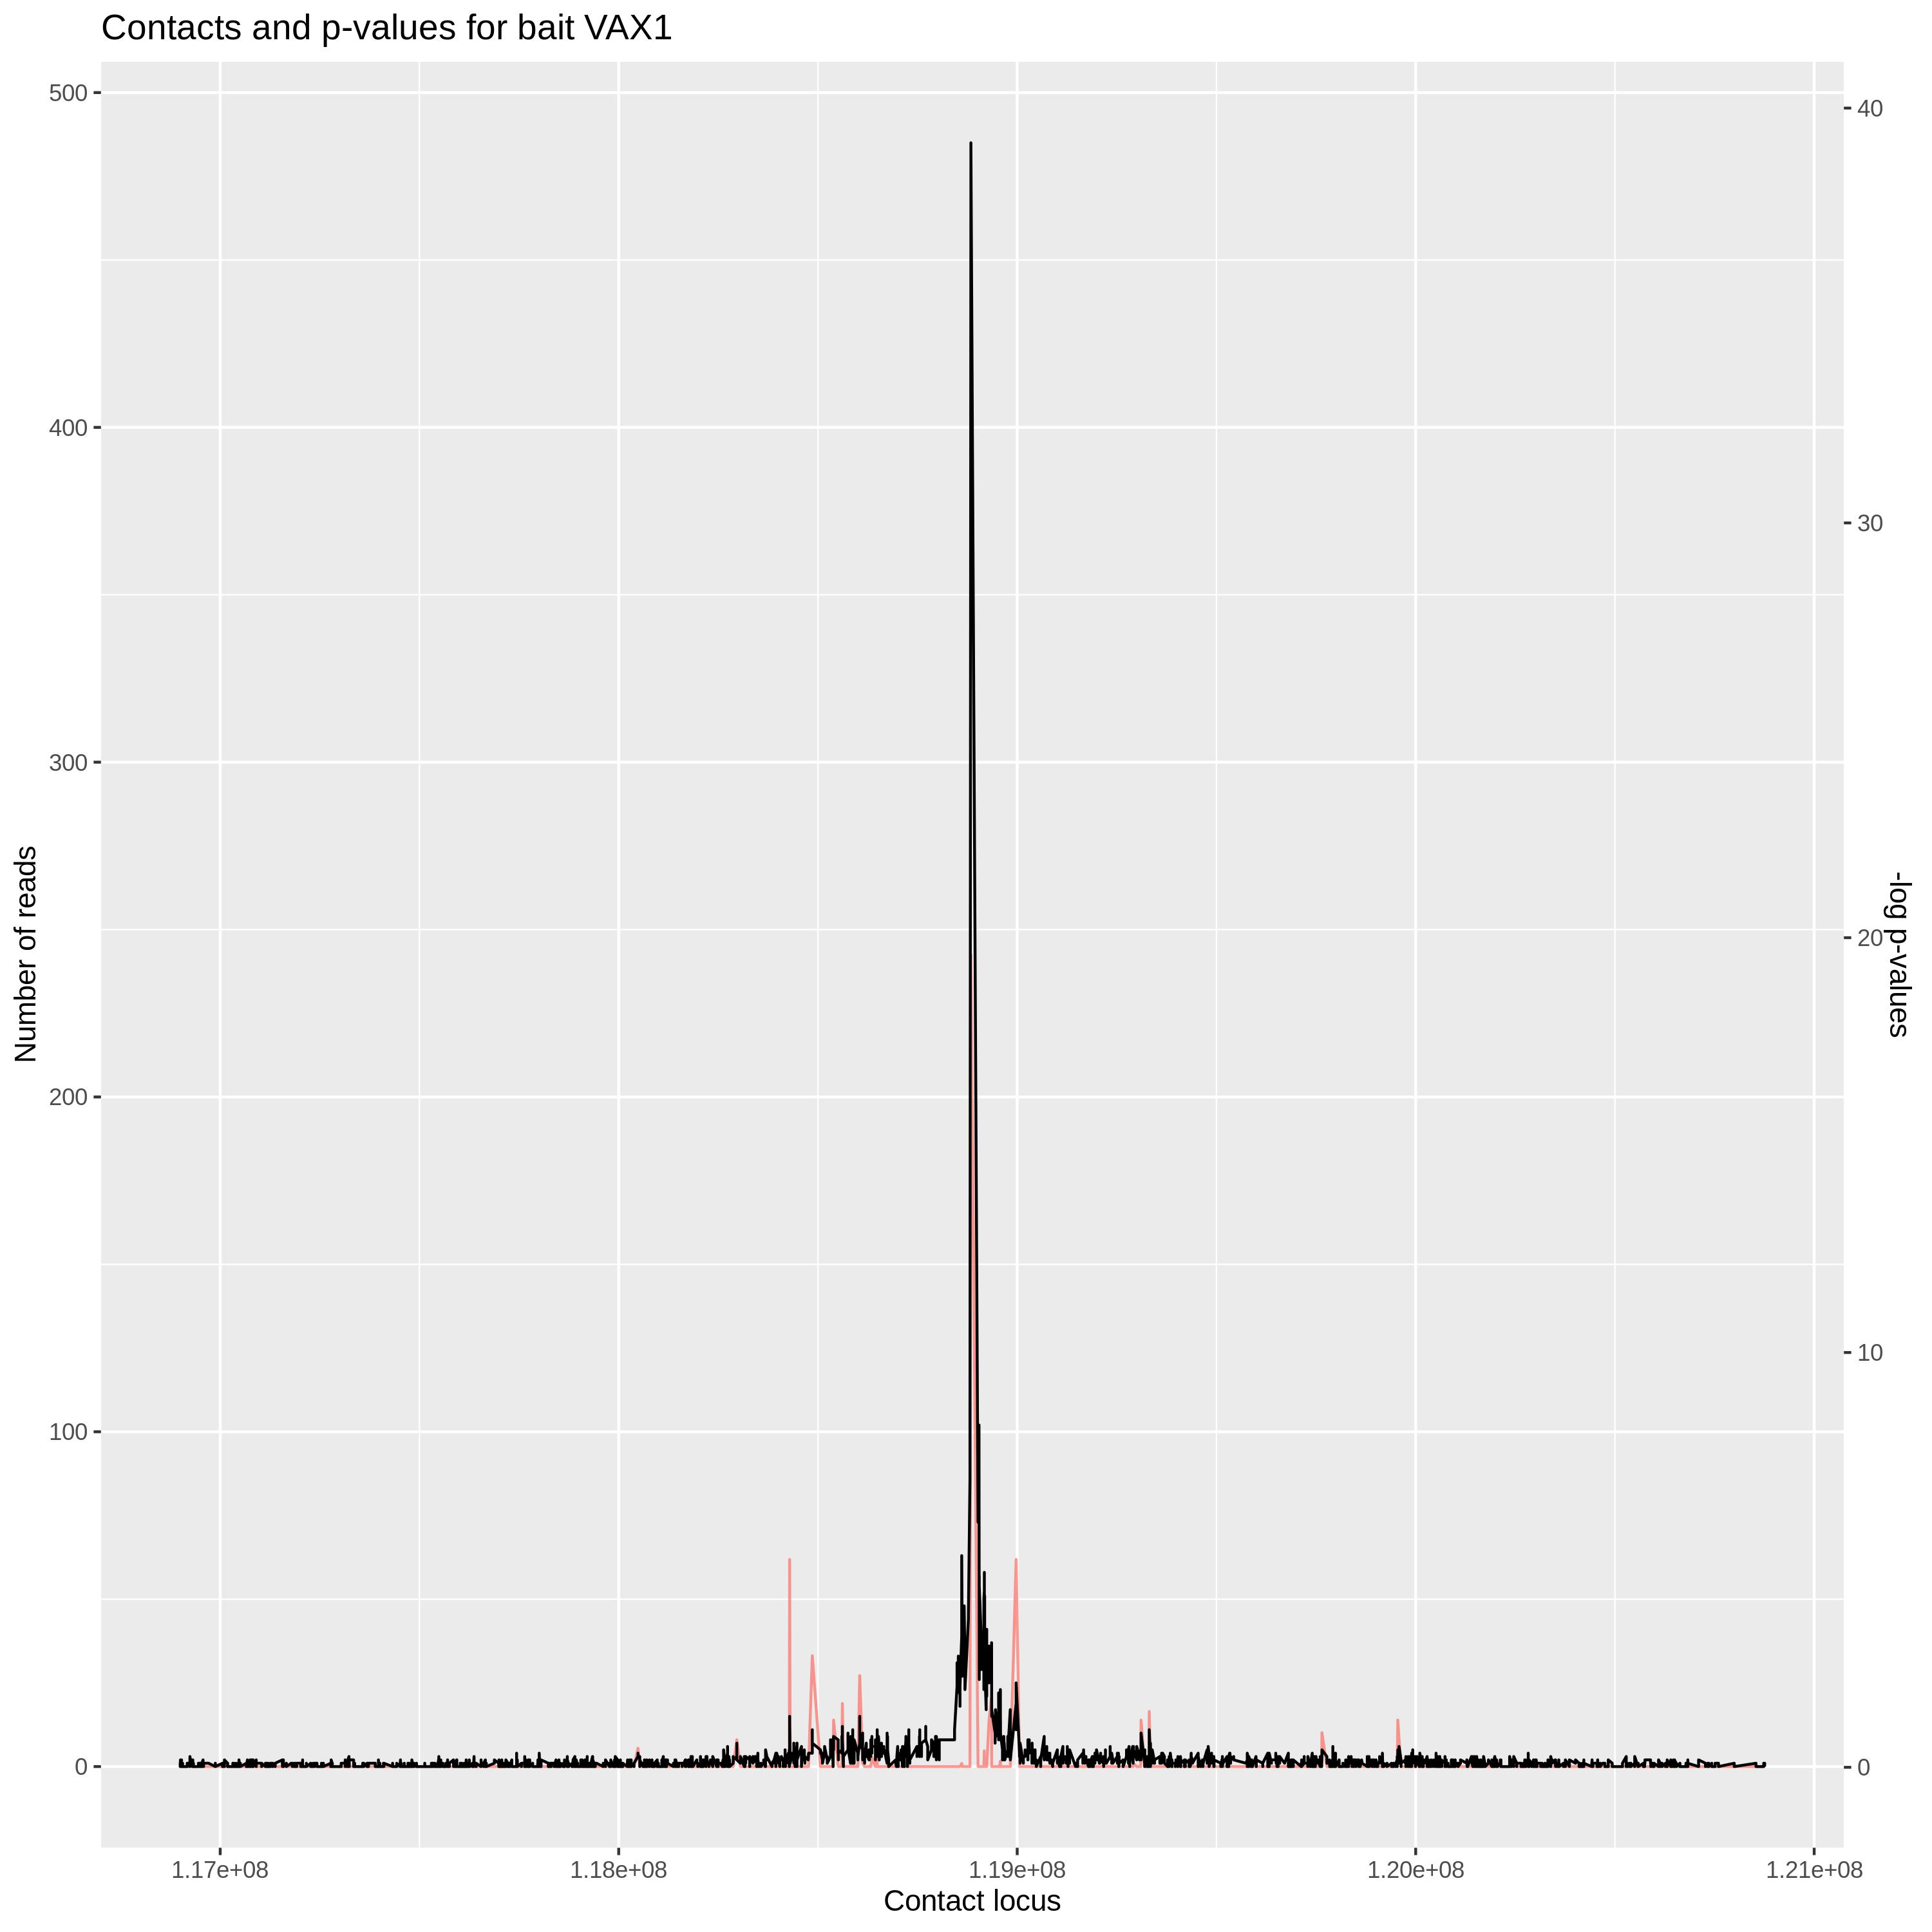 Contacts and p-values for bait VAX1
500
400
300
200
100
0
Number of reads
40
30
20
10
0
-log p-values
1.17e+08
1.18e+08
1.19e+08
1.20e+08
1.21e+08
Contact locus